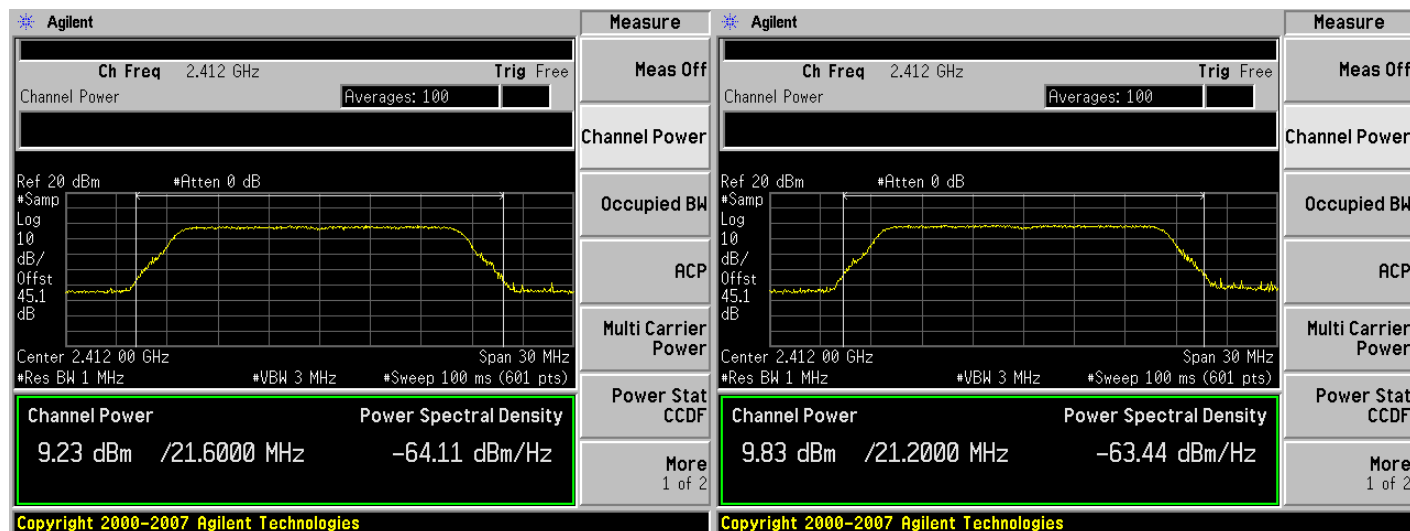 Agilent
Measure
Ch Freq 2.412 GHz Trig Free
Channel Power Averages: 100
Ref 20 dBm #Atten 0 dB
#Samp
Log
10
dB/
Offst
45.1
dB
Center 2.412 00 GHz Span 30 MHz
#Res BW 1 MHz #VBW 3 MHz #Sweep 100 ms (601 pts)
Channel Power Power Spectral Density
9.23 dBm /21.6000 MHz -64.11 dBm/Hz
Meas Off
Channel Power
Occupied BW
ACP
Multi Carrier
Power
Power Stat
CCDF
More
1 of 2
Copyright 2000-2007 Agilent Technologies
Agilent
Measure
Ch Freq 2.412 GHz Trig Free
Channel Power Averages: 100
Ref 20 dBm #Atten 0 dB
#Samp
Log
10
dB/
Offst
45.1
dB
Center 2.412 00 GHz Span 30 MHz
#Res BW 1 MHz #VBW 3 MHz #Sweep 100 ms (601 pts)
Channel Power Power Spectral Density
9.83 dBm /21.2000 MHz -63.44 dBm/Hz
Meas Off
Channel Power
Occupied BW
ACP
Multi Carrier
Power
Power Stat
CCDF
More
1 of 2
Copyright 2000-2007 Agilent Technologies